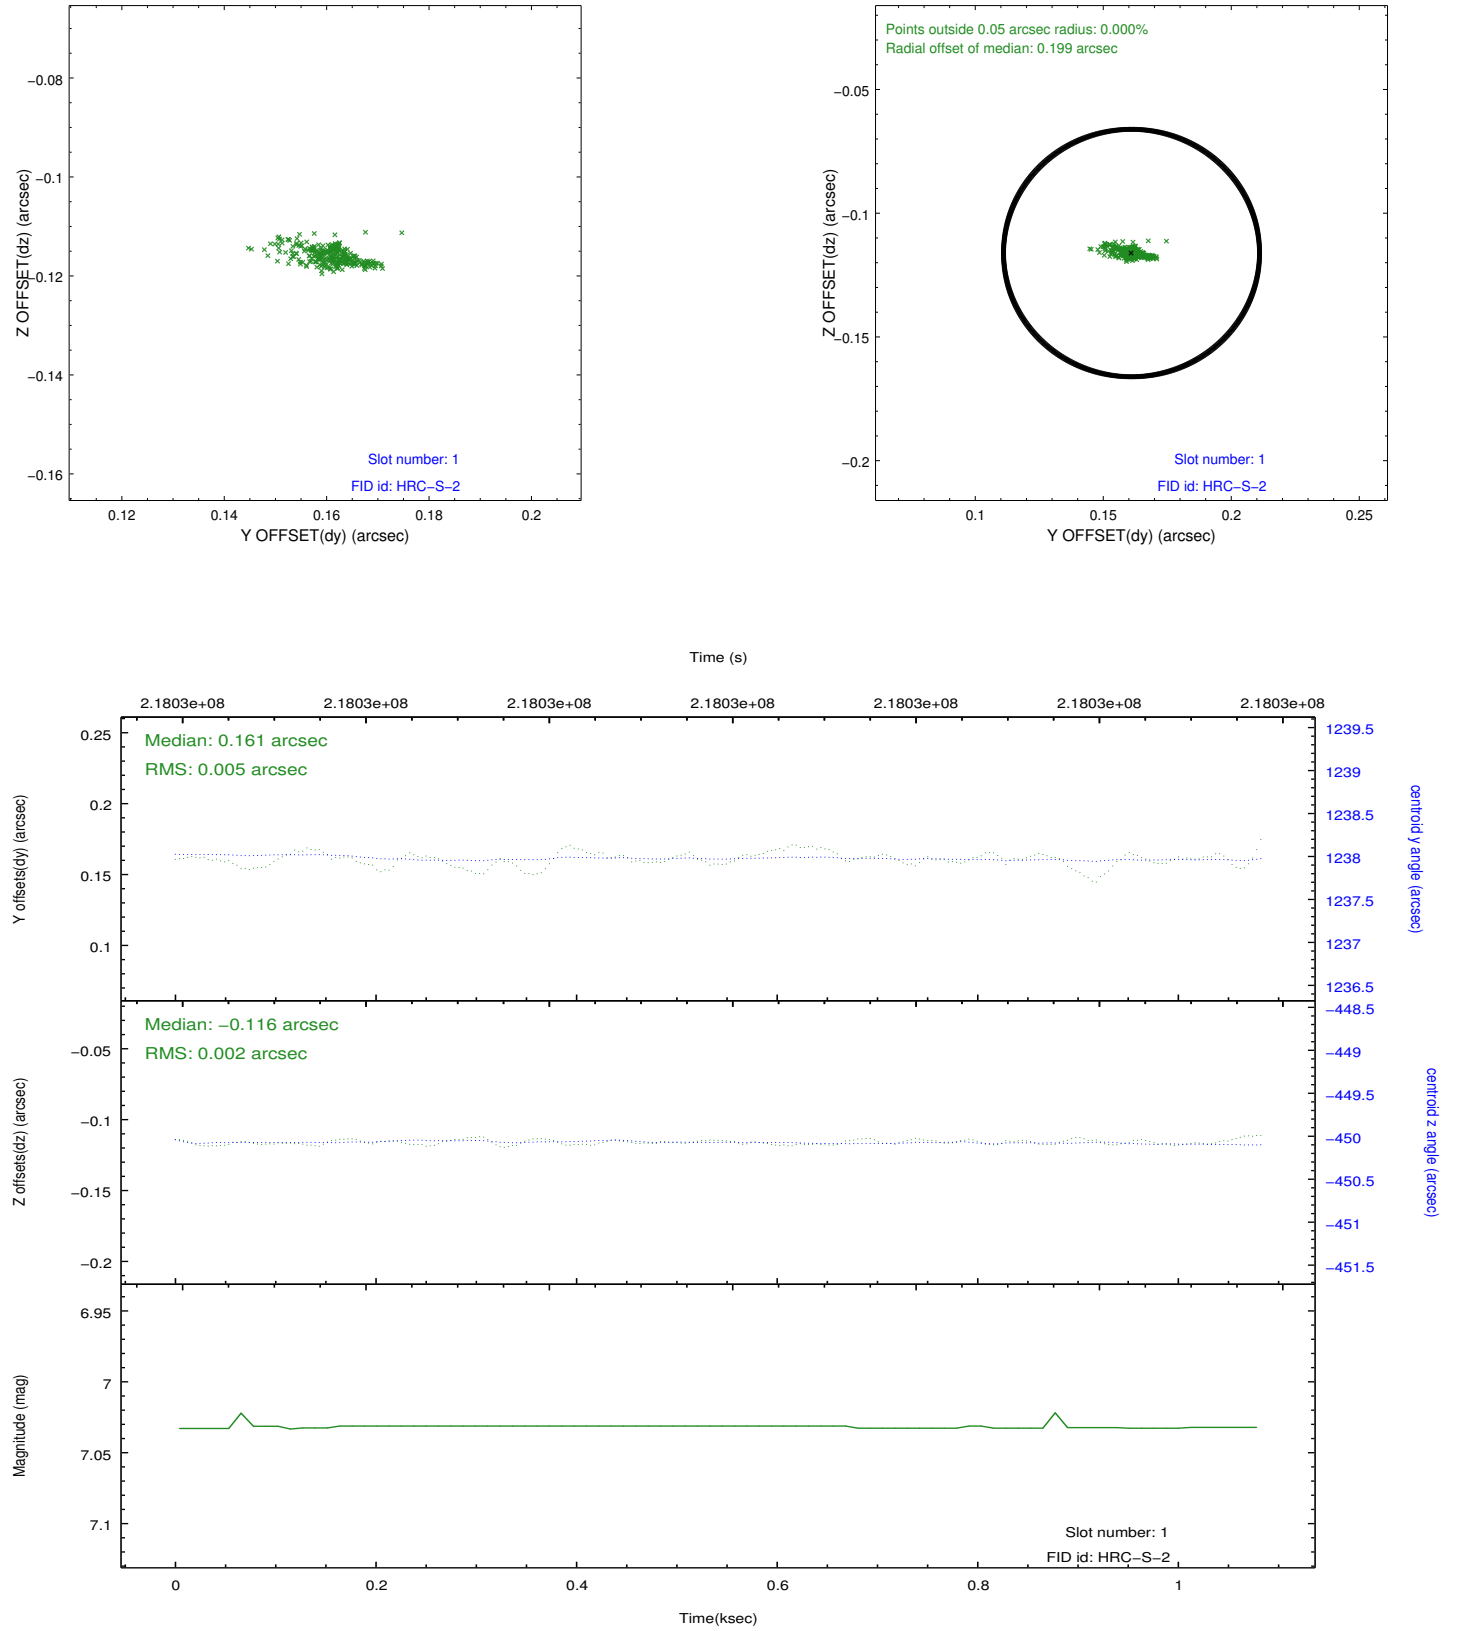 −0.08
−0.1
−0.12
−0.14
−0.16
Z OFFSET(dz) (arcsec)
Slot number: 1
FID id: HRC−S−2
0.12 0.14 0.16 0.18 0.2
Y OFFSET(dy) (arcsec)
Points outside 0.05 arcsec radius: 0.000%
Radial offset of median: 0.199 arcsec
−0.05
−0.1
−0.15
−0.2
Z OFFSET(dz) (arcsec)
Slot number: 1
FID id: HRC−S−2
0.1 0.15 0.2 0.25
Y OFFSET(dy) (arcsec)
Time (s)
2.1803e+08 2.1803e+08 2.1803e+08 2.1803e+08 2.1803e+08 2.1803e+08 2.1803e+08
Median: 0.161 arcsec
RMS: 0.005 arcsec
0.25
0.2
0.15
0.1
Y offsets(dy) (arcsec)
1239.5
1239
1238.5
1238
1237.5
1237
1236.5
centroid y angle (arcsec)
Median: −0.116 arcsec
RMS: 0.002 arcsec
−0.05
−0.1
−0.15
−0.2
Z offsets(dz) (arcsec)
−448.5
−449
−449.5
−450
−450.5
−451
−451.5
centroid z angle (arcsec)
6.95
7
7.05
7.1
Magnitude (mag)
Slot number: 1
FID id: HRC−S−2
0 0.2 0.4 0.6 0.8 1
Time(ksec)